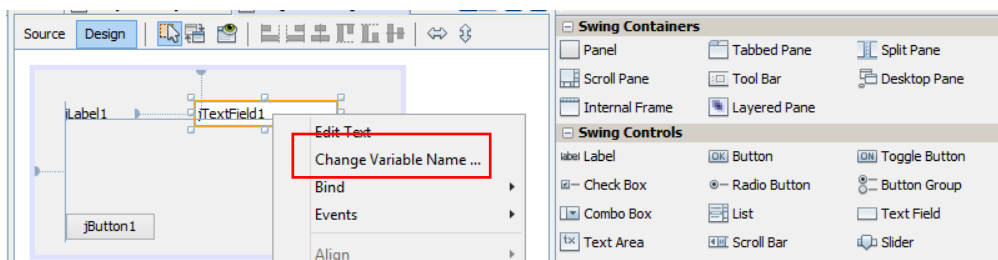 Source Design
jLabel1 jTextField1
Edit Text
Change Variable Name ...
Bind
Events
Align
jButton1
Swing Containers
Panel Tabbed Pane Split Pane
Scroll Pane Tool Bar Desktop Pane
Internal Frame Layered Pane
Swing Controls
label Label OK Button ON Toggle Button
Check Box Radio Button Button Group
Combo Box List Text Field
tx Text Area Scroll Bar Slider